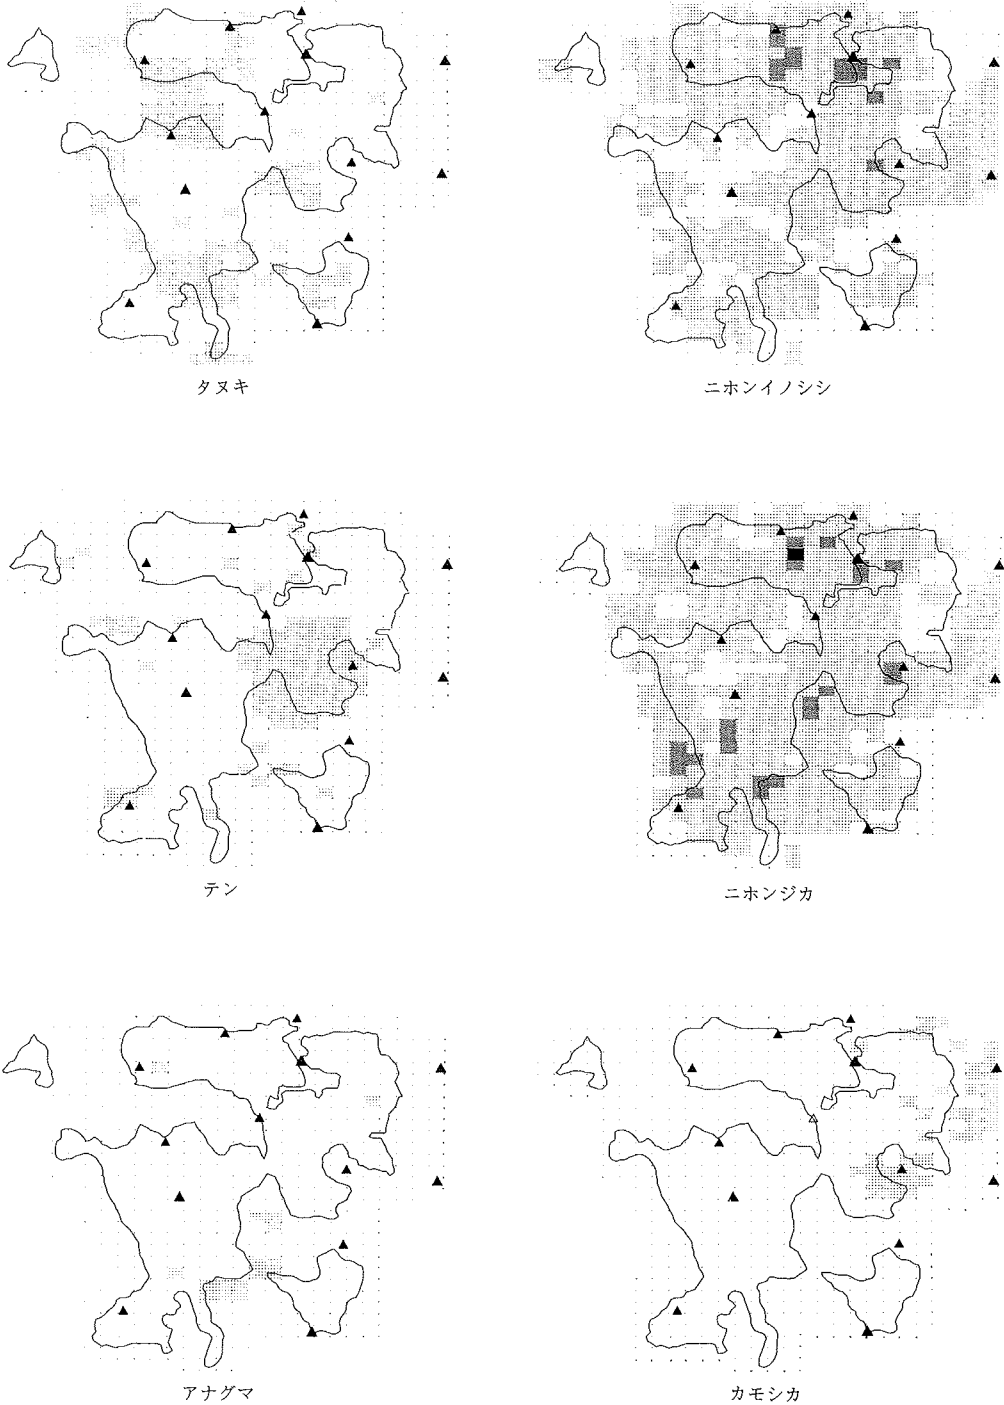 タヌキ
ニホンイノシシ
テン
ニホンジカ
アナグマ
カモシカ